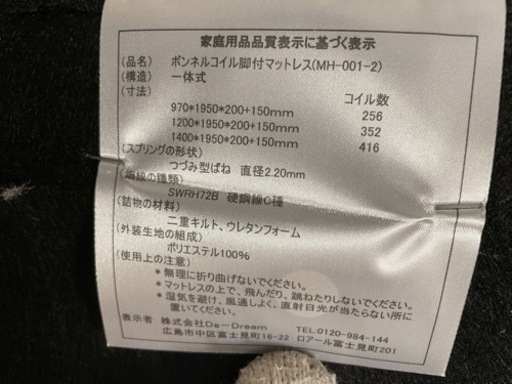 家庭用品品質表示に基づく表示
(品名) ボンネルコイル脚付マットレス(MH-001-2)
(構造) 一体式
(寸法) コイル数
970*1950*200+150mm 256
1200*1950*200+150mm 352
1400*1950*200+150mm 416
(スプリングの形状)
つづみ型ばね 直径2.20mm
(鋼線の種類)
SWRH72B 硬鋼線C種
(詰物の材料)
二重キルト、ウレタンフォーム
(外装生地の組成)
ポリエステル100%
(使用上の注意)
*無理に折り曲げないでください。
*マットレスの上で、飛んだり、跳ねたりしないでください。
*湿気を避け、風通しよく、直射日光が当たらない所に
置いてください。
表示者 株式会社De-Dream TEL.0120-984-144
広島市中区富士見町16-22 ロアール富士見町201